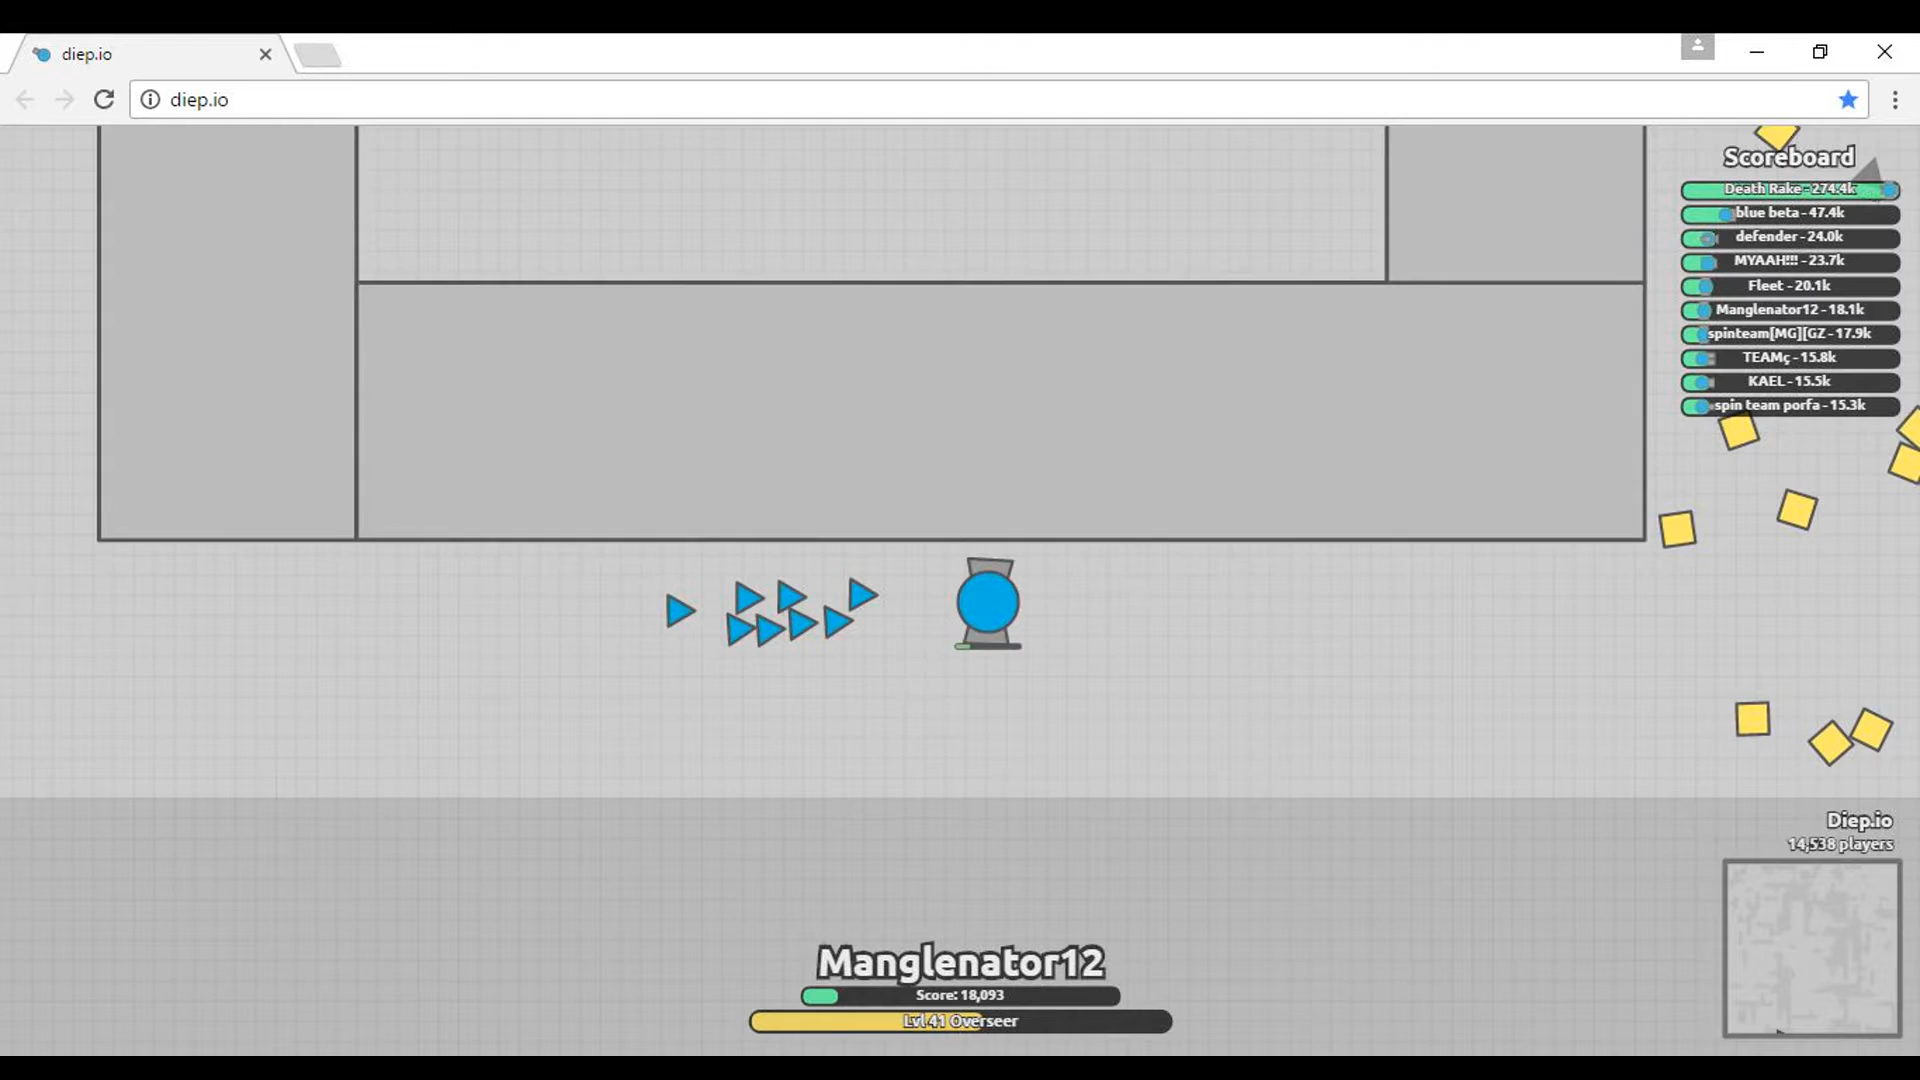 diep.io
diep.io
Scoreboard
Death Rake - 274.4k
blue beta - 47.4k
defender - 24.0k
MYAAH!!! - 23.7k
Fleet - 20.1k
Manglenator12 - 18.1k
spinteam[MG][GZ - 17.9k
TEAMç - 15.8k
KAEL - 15.5k
spin team porfa - 15.3k
Diep.io
14,538 players
Manglenator12
Score: 18,093
Lvl 41 Overseer